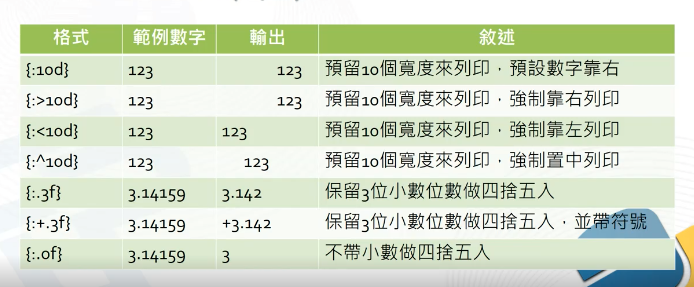 格式 範例數字 輸出 敘述
{:10d} 123 123 預留10個寬度來列印，預設數字靠右
{:>10d} 123 123 預留10個寬度來列印，強制靠右列印
{:<10d} 123 123 預留10個寬度來列印，強制靠左列印
{:^10d} 123 123 預留10個寬度來列印，強制置中列印
{:.3f} 3.14159 3.142 保留3位小數位數做四捨五入
{:+.3f} 3.14159 +3.142 保留3位小數位數做四捨五入，並帶符號
{:.0f} 3.14159 3 不帶小數做四捨五入